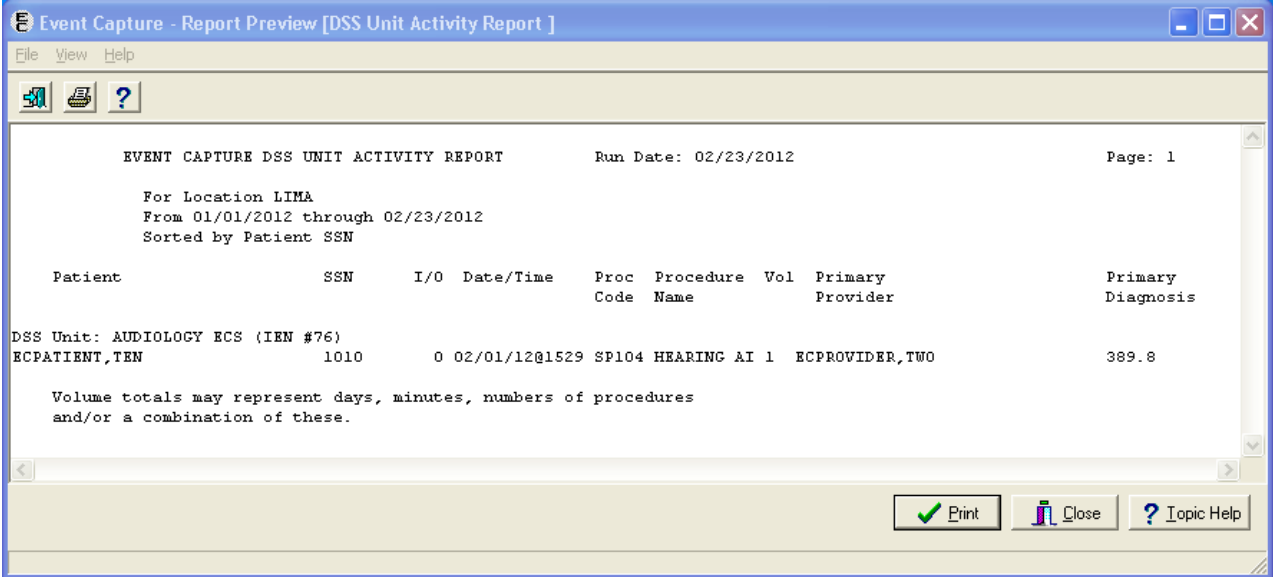 Event Capture - Report Preview [DSS Unit Activity Report ]
File View Help
EVENT CAPTURE DSS UNIT ACTIVITY REPORT Run Date: 02/23/2012 Page: 1
For Location LIMA
From 01/01/2012 through 02/23/2012
Sorted by Patient SSN
Patient SSN I/O Date/Time Proc Procedure Vol Primary Primary
Code Name Provider Diagnosis
DSS Unit: AUDIOLOGY ECS (IEN #76)
ECPATIENT,TEN 1010 O 02/01/12@1529 SP104 HEARING AI 1 ECPROVIDER,TWO 389.8
Volume totals may represent days, minutes, numbers of procedures
and/or a combination of these.
Print Close Topic Help